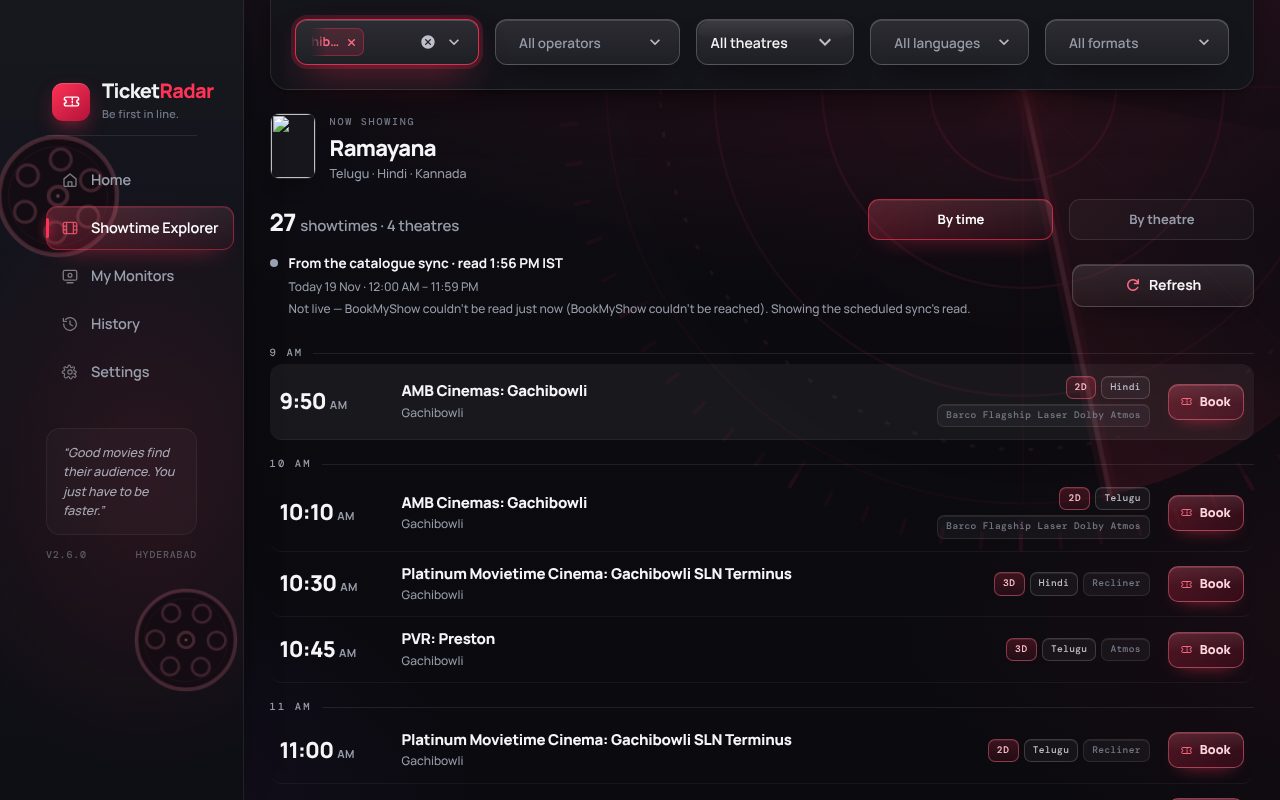 hib...
All operators
All theatres
All languages
All formats
TicketRadar
Be first in line.
Home
Showtime Explorer
My Monitors
History
Settings
“Good movies find
their audience. You
just have to be
faster.”
V2.6.0
HYDERABAD
NOW SHOWING
Ramayana
Telugu · Hindi · Kannada
27 showtimes · 4 theatres
By time
By theatre
From the catalogue sync · read 1:56 PM IST
Today 19 Nov · 12:00 AM – 11:59 PM
Not live — BookMyShow couldn't be read just now (BookMyShow couldn't be reached). Showing the scheduled sync's read.
Refresh
9 AM
9:50 AM
AMB Cinemas: Gachibowli
Gachibowli
2D
Hindi
Barco Flagship Laser Dolby Atmos
Book
10 AM
10:10 AM
AMB Cinemas: Gachibowli
Gachibowli
2D
Telugu
Barco Flagship Laser Dolby Atmos
Book
10:30 AM
Platinum Movietime Cinema: Gachibowli SLN Terminus
Gachibowli
3D
Hindi
Recliner
Book
10:45 AM
PVR: Preston
Gachibowli
3D
Telugu
Atmos
Book
11 AM
11:00 AM
Platinum Movietime Cinema: Gachibowli SLN Terminus
Gachibowli
2D
Telugu
Recliner
Book